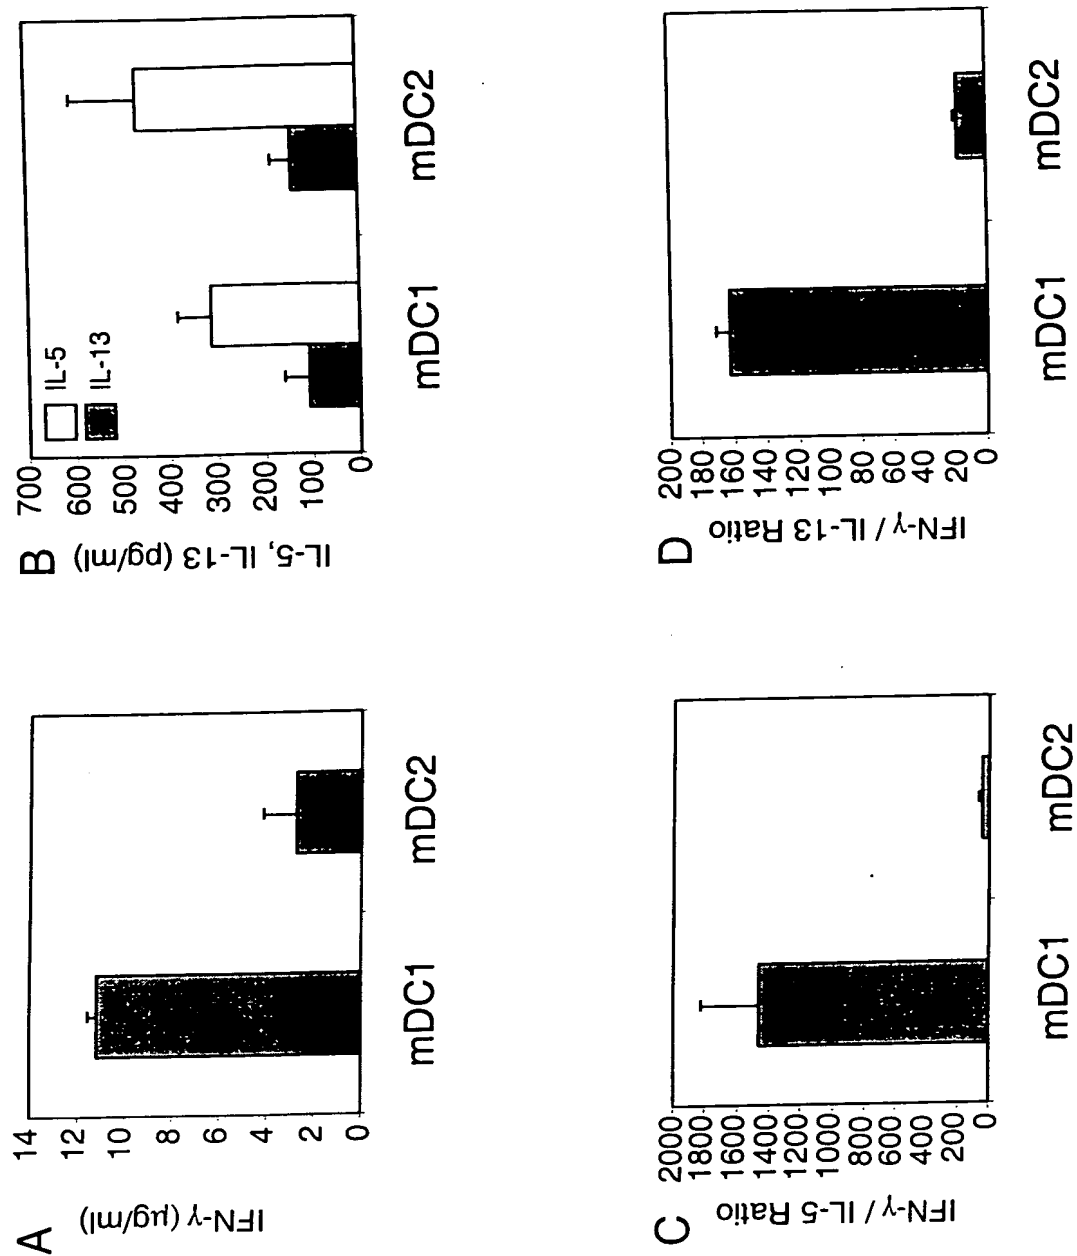 A
IFN-γ (μg/ml)
14
12
10
8
6
4
2
0
mDC1
mDC2
B
IL-5, IL-13 (pg/ml)
700
600
500
400
300
200
100
0
IL-5
IL-13
mDC1
mDC2
C
IFN-γ / IL-5 Ratio
2000
1800
1600
1400
1200
1000
800
600
400
200
0
mDC1
mDC2
D
IFN-γ / IL-13 Ratio
200
180
160
140
120
100
80
60
40
20
0
mDC1
mDC2